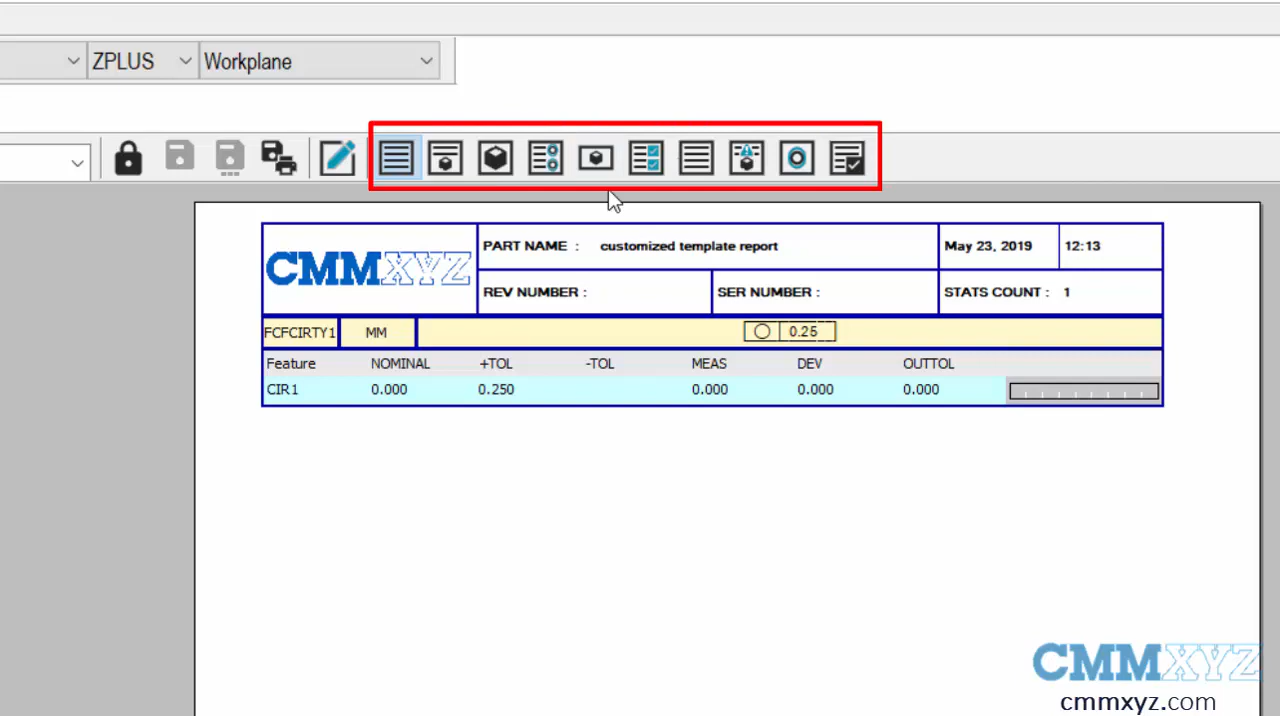 ZPLUS Workplane
CMMXYZ
PART NAME : customized template report
May 23, 2019 12:13
REV NUMBER : SER NUMBER : STATS COUNT : 1
FCFCIRTY1 MM ○ 0.25
Feature NOMINAL +TOL -TOL MEAS DEV OUTTOL
CIR1 0.000 0.250 0.000 0.000 0.000
CMMXYZ
cmmxyz.com